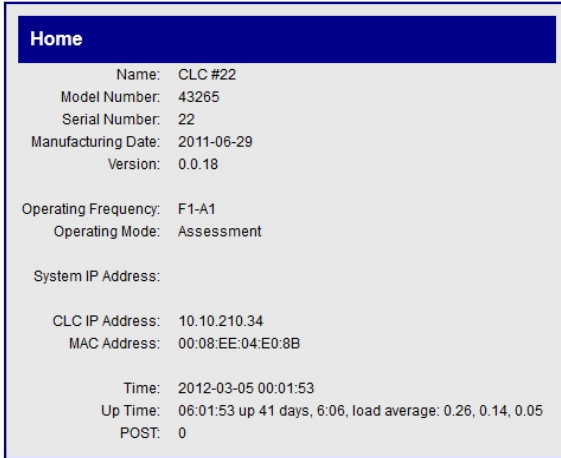 Home
Name: CLC #22
Model Number: 43265
Serial Number: 22
Manufacturing Date: 2011-06-29
Version: 0.0.18
Operating Frequency: F1-A1
Operating Mode: Assessment
System IP Address:
CLC IP Address: 10.10.210.34
MAC Address: 00:08:EE:04:E0:8B
Time: 2012-03-05 00:01:53
Up Time: 06:01:53 up 41 days, 6:06, load average: 0.26, 0.14, 0.05
POST: 0